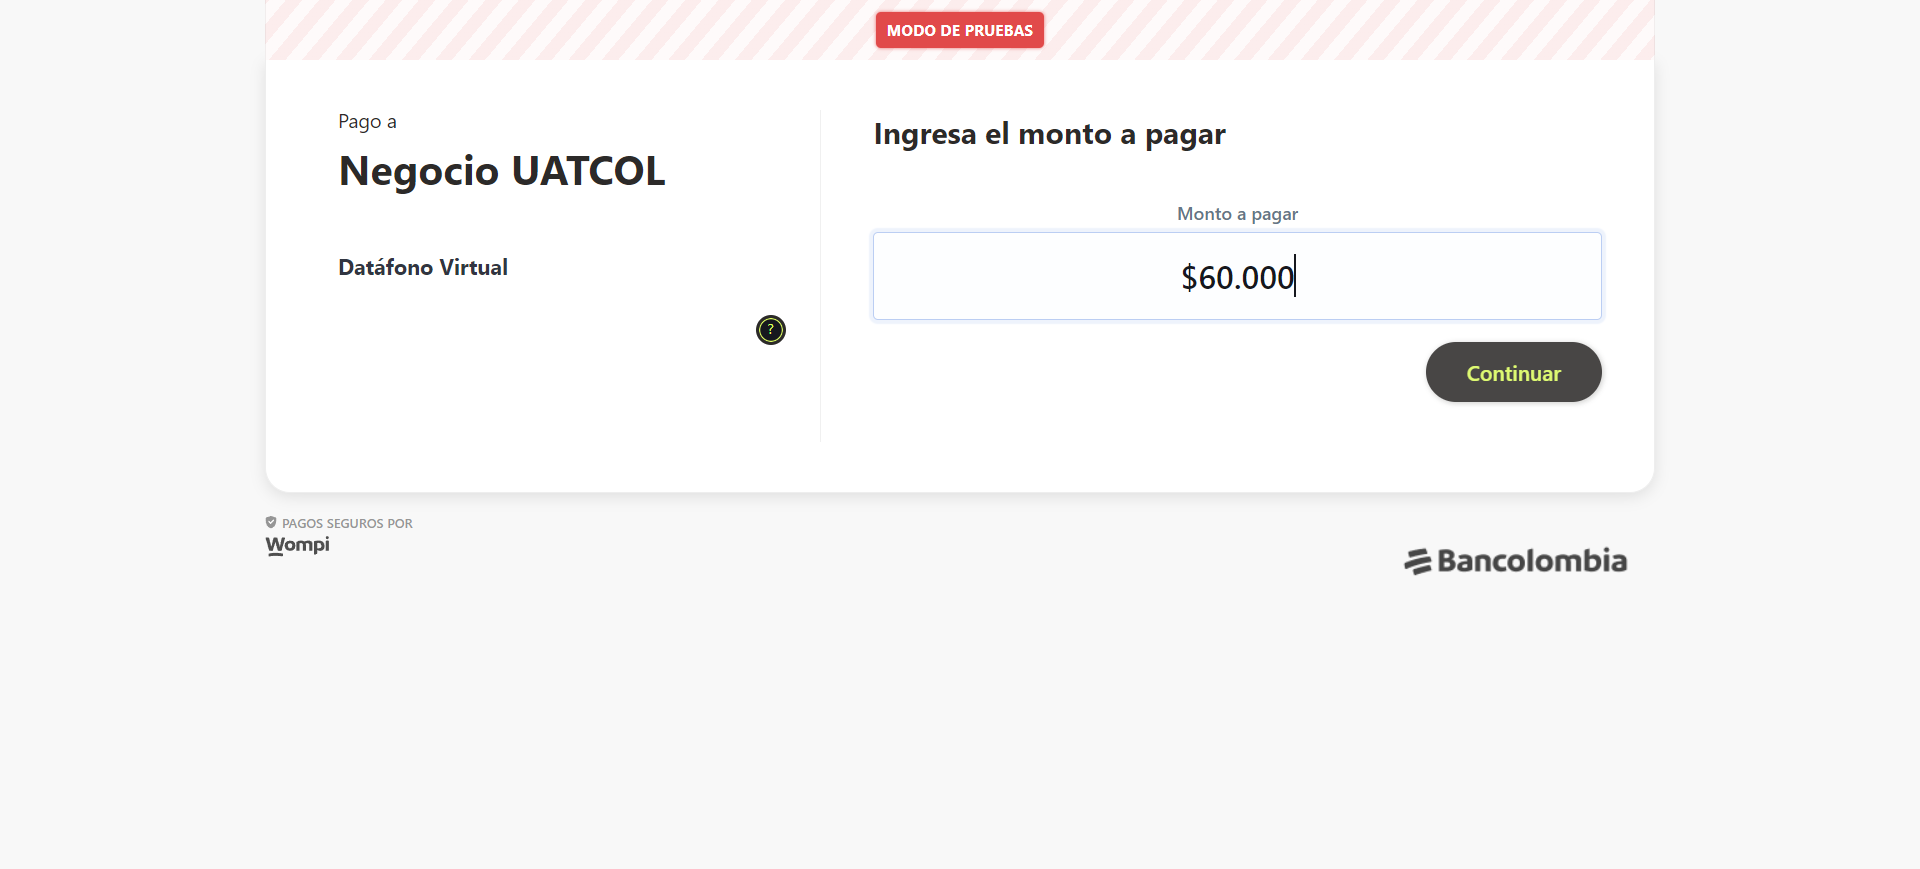 MODO DE PRUEBAS
Pago a
Negocio UATCOL
Datáfono Virtual
?
Ingresa el monto a pagar
Monto a pagar
$60.000
Continuar
PAGOS SEGUROS POR
Wompi
Bancolombia